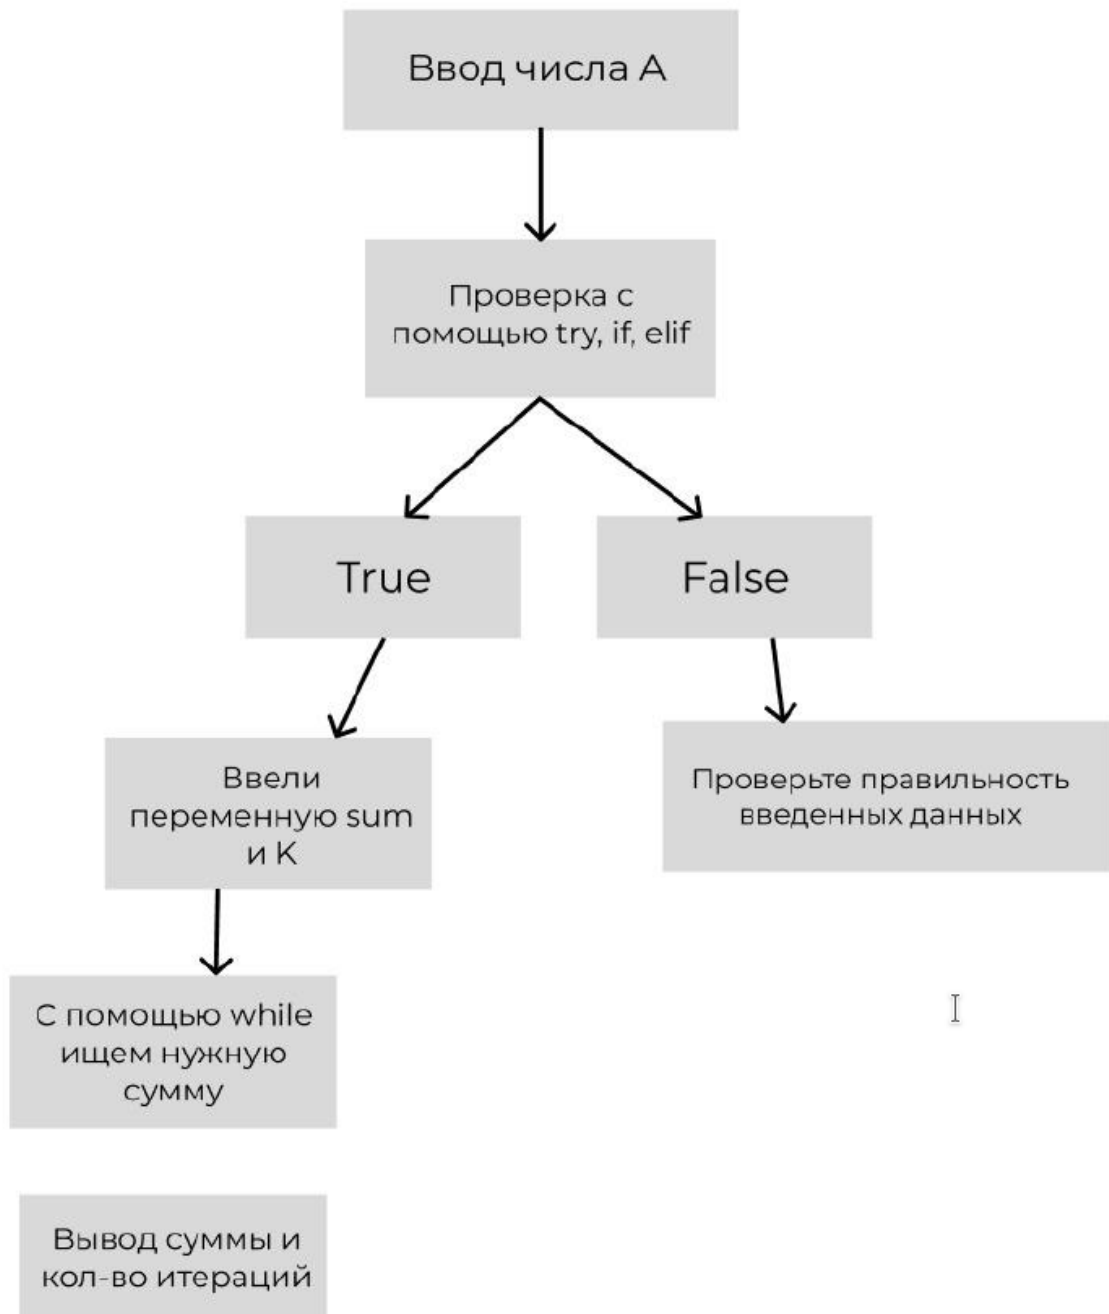 Ввод числа А
Проверка с
помощью try, if, elif
True
False
Ввели
переменную sum
и K
Проверьте правильность
введенных данных
С помощью while
ищем нужную
сумму
Вывод суммы и
кол-во итераций